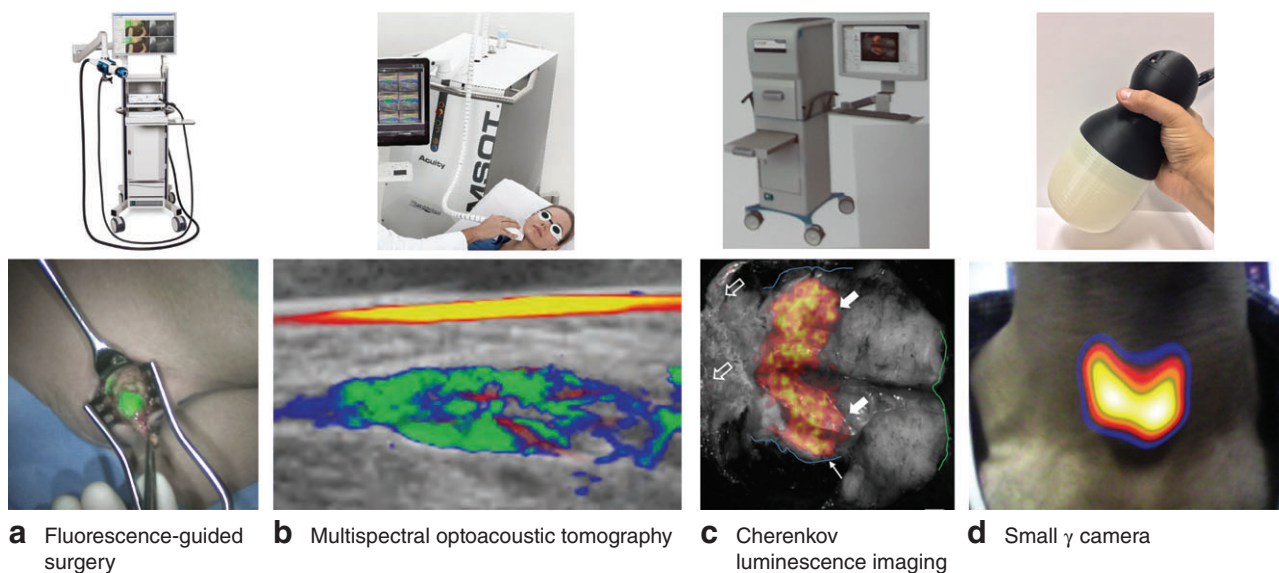 Acuity
MSOT
a Fluorescence-guided
surgery
b Multispectral optoacoustic tomography
c Cherenkov
luminescence imaging
d Small γ camera